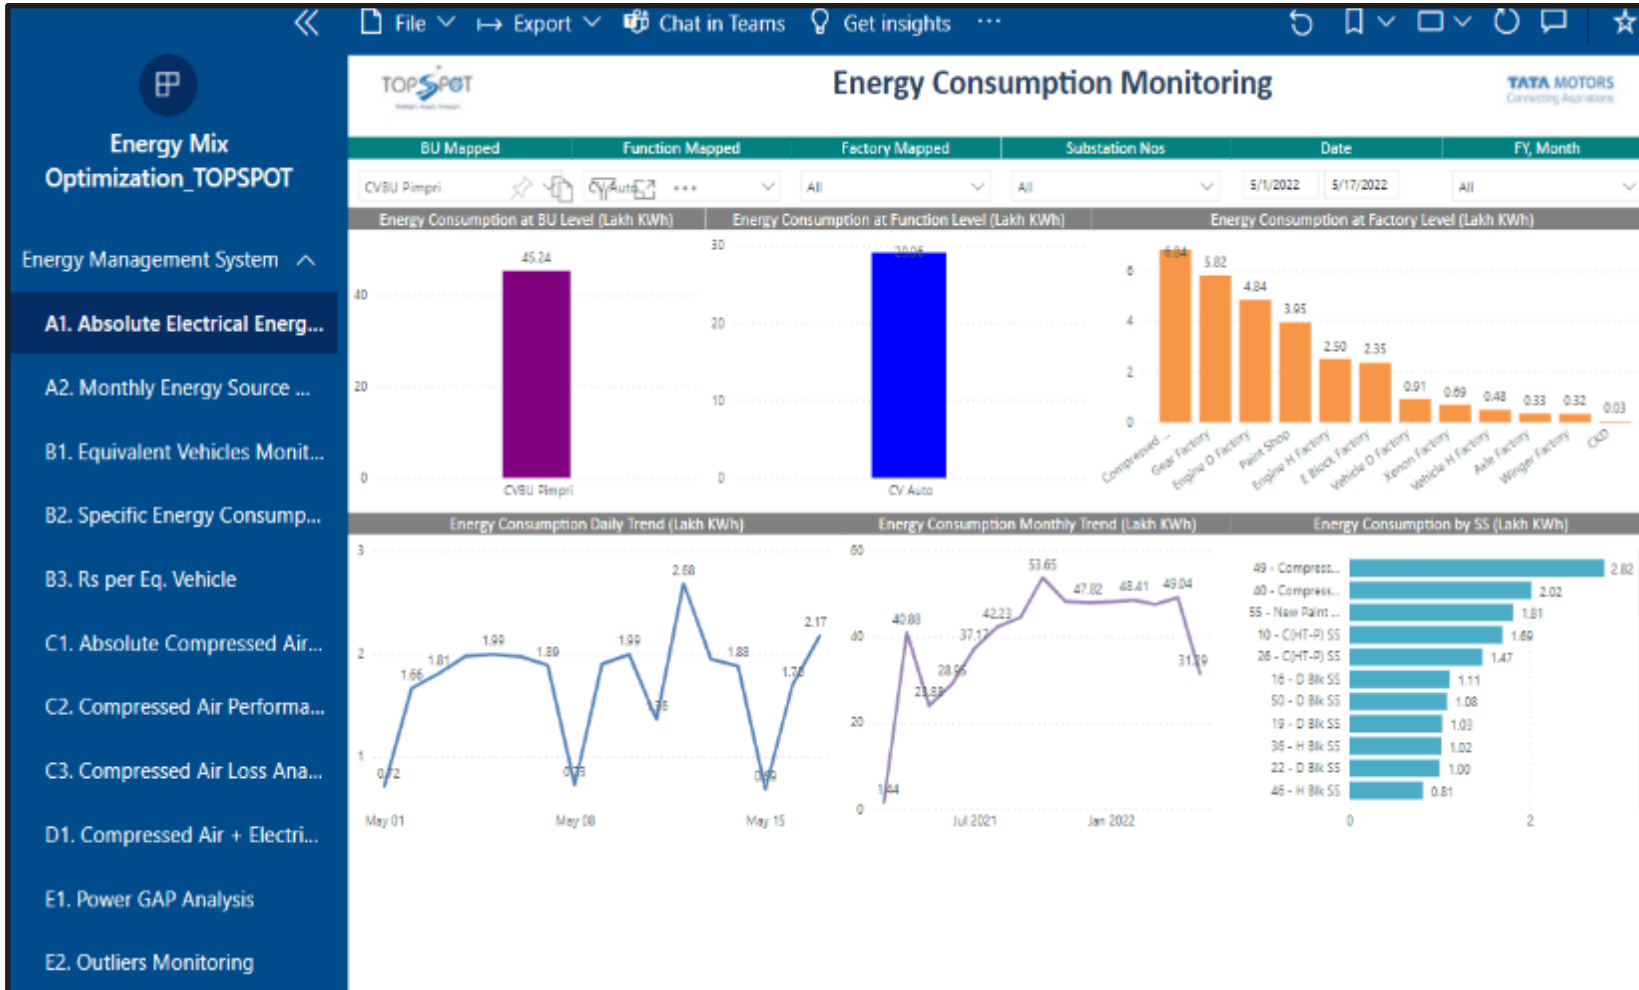 File
Export
Chat in Teams
Get insights
Energy Mix
Optimization_TOPSPOT
Energy Management System
A1. Absolute Electrical Energ...
A2. Monthly Energy Source ...
B1. Equivalent Vehicles Monit...
B2. Specific Energy Consump...
B3. Rs per Eq. Vehicle
C1. Absolute Compressed Air...
C2. Compressed Air Performa...
C3. Compressed Air Loss Ana...
D1. Compressed Air + Electri...
E1. Power GAP Analysis
E2. Outliers Monitoring
TOPSPOT
Energy Consumption Monitoring
TATA MOTORS
Connecting Aspirations
BU Mapped
Function Mapped
Factory Mapped
Substation Nos
Date
FY, Month
CVBU Pimpri
CV Auto
All
All
5/1/2022
5/17/2022
All
Energy Consumption at BU Level (Lakh KWh)
45.24
40
20
0
CVBU Pimpri
Energy Consumption at Function Level (Lakh KWh)
30
20
10
0
CV Auto
Energy Consumption at Factory Level (Lakh KWh)
6
4
2
0
6.84
5.82
4.84
3.95
2.50
2.35
0.91
0.69
0.48
0.33
0.32
0.03
Compressed ...
Gear Factory
Engine D Factory
Paint Shop
Engine H Factory
E Block Factory
Vehicle D Factory
Xenon Factory
Vehicle H Factory
Axle Factory
Winger Factory
CKD
Energy Consumption Daily Trend (Lakh KWh)
3
2
1
0.72
1.66
1.81
1.99
1.89
1.99
2.68
1.88
2.17
May 01
May 08
May 15
Energy Consumption Monthly Trend (Lakh KWh)
60
40
20
0
1.44
40.88
28.95
37.17
42.23
53.65
47.82
48.41
49.04
Jul 2021
Jan 2022
Energy Consumption by SS (Lakh KWh)
49 - Compress... 2.82
40 - Compress... 2.02
55 - New Paint ... 1.81
10 - C(HT-P) SS 1.69
26 - C(HT-P) SS 1.47
16 - D Blk SS 1.11
50 - D Blk SS 1.08
19 - D Blk SS 1.03
36 - H Blk SS 1.02
22 - D Blk SS 1.00
46 - H Blk SS 0.81
0
2